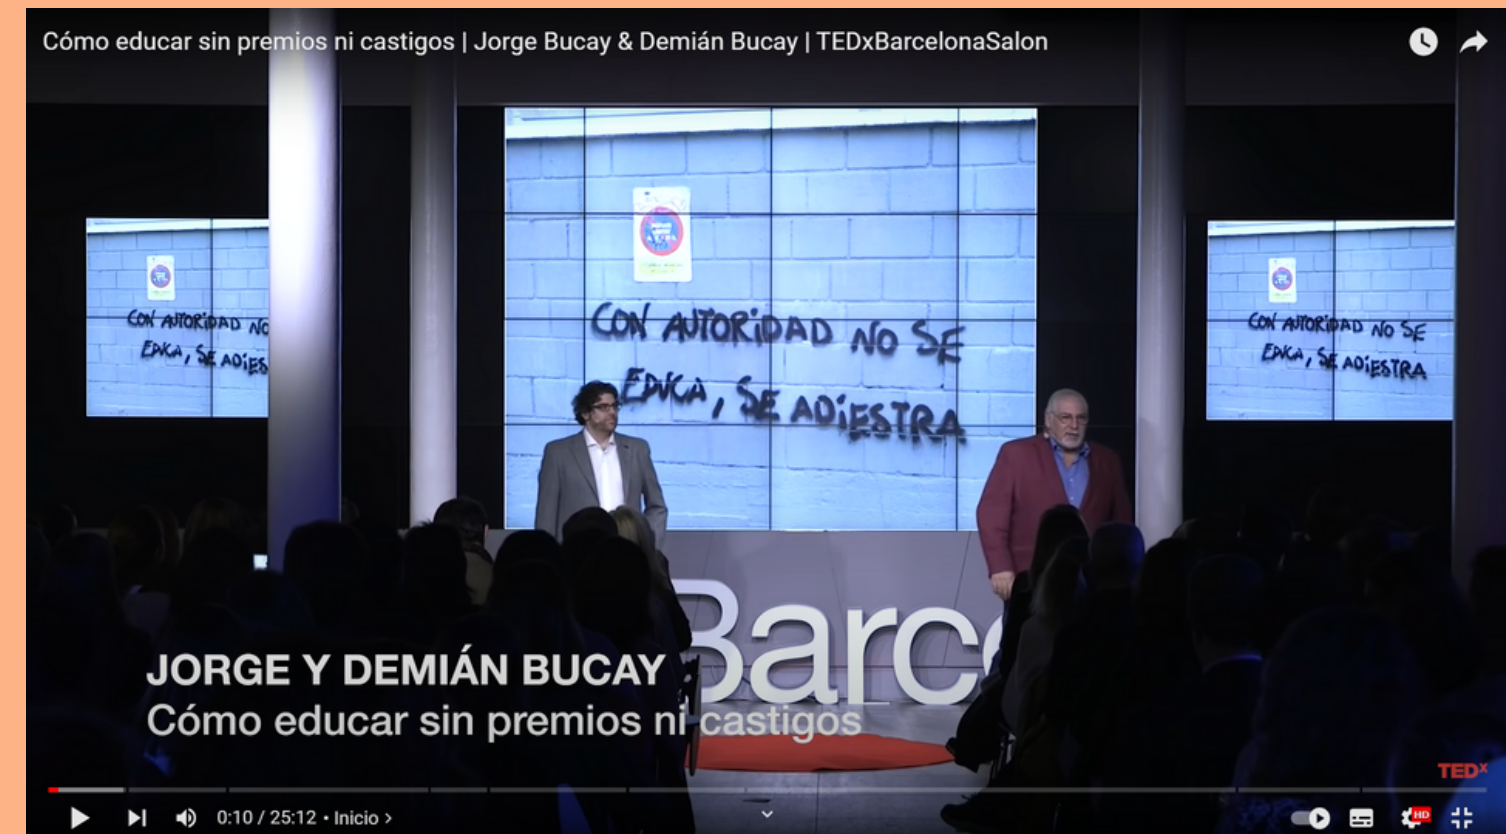 Cómo educar sin premios ni castigos | Jorge Bucay & Demián Bucay | TEDxBarcelonaSalon
CON AUTORIDAD NO SE
EDUCA, SE ADIESTRA
CON AUTORIDAD NO
EDUCA, SE ADIES
CON AUTORIDAD NO SE
EDUCA, SE ADIESTRA
Barce
JORGE Y DEMIÁN BUCAY
Cómo educar sin premios ni castigos
TEDx
0:10 / 25:12 • Inicio >
HD